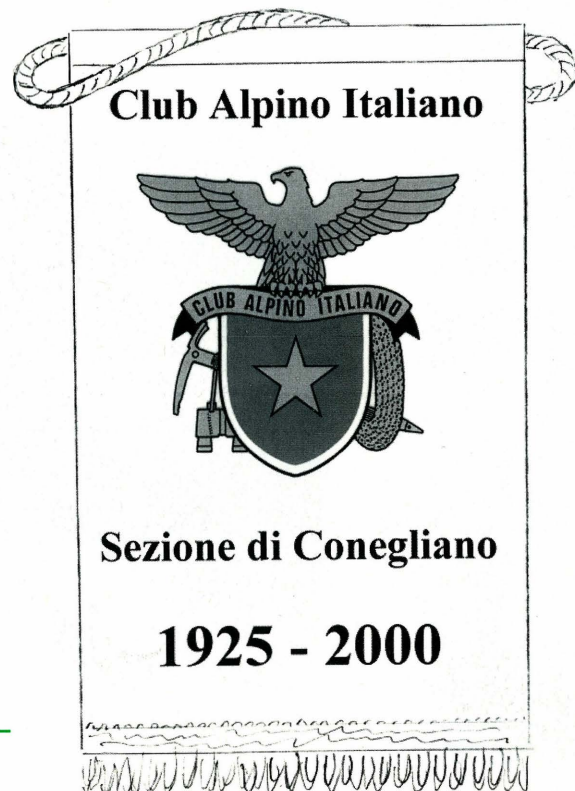 Club Alpino Italiano
CLUB ALPINO ITALIANO
Sezione di Conegliano
1925 - 2000